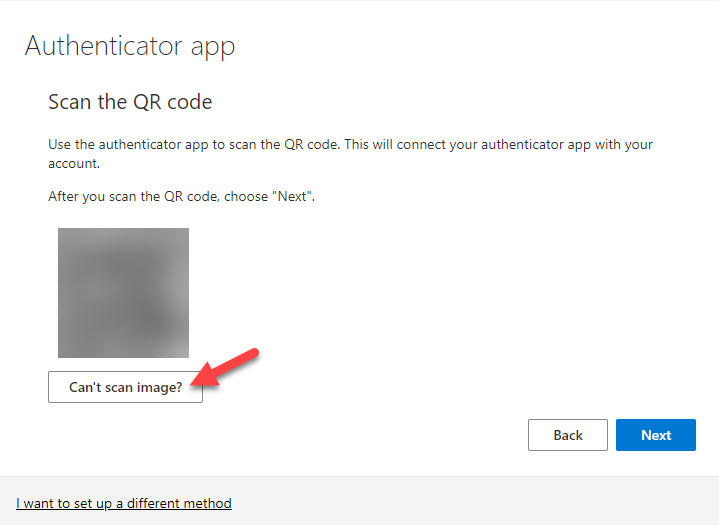 Authenticator app
Scan the QR code
Use the authenticator app to scan the QR code. This will connect your authenticator app with your
account.
After you scan the QR code, choose "Next".
Can't scan image?
Back
Next
I want to set up a different method